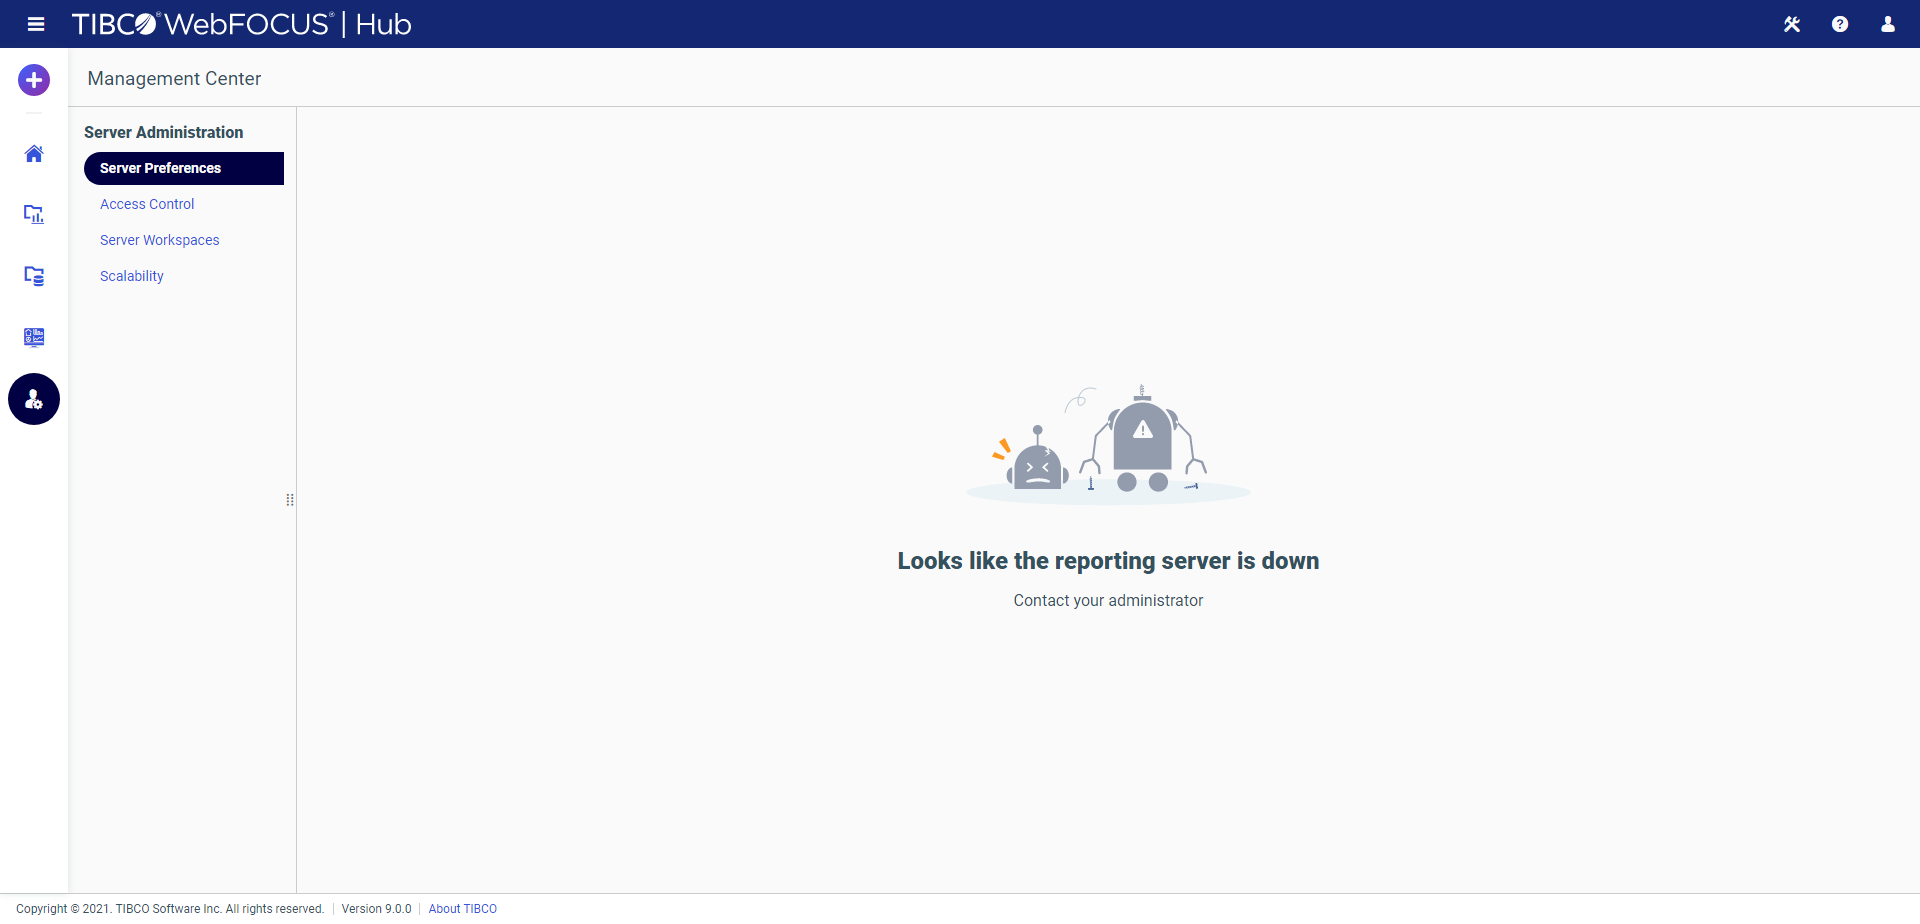 TIBCO® WebFOCUS® | Hub
Management Center
Server Administration
Server Preferences
Access Control
Server Workspaces
Scalability
Looks like the reporting server is down
Contact your administrator
Copyright © 2021. TIBCO Software Inc. All rights reserved. | Version 9.0.0 | About TIBCO